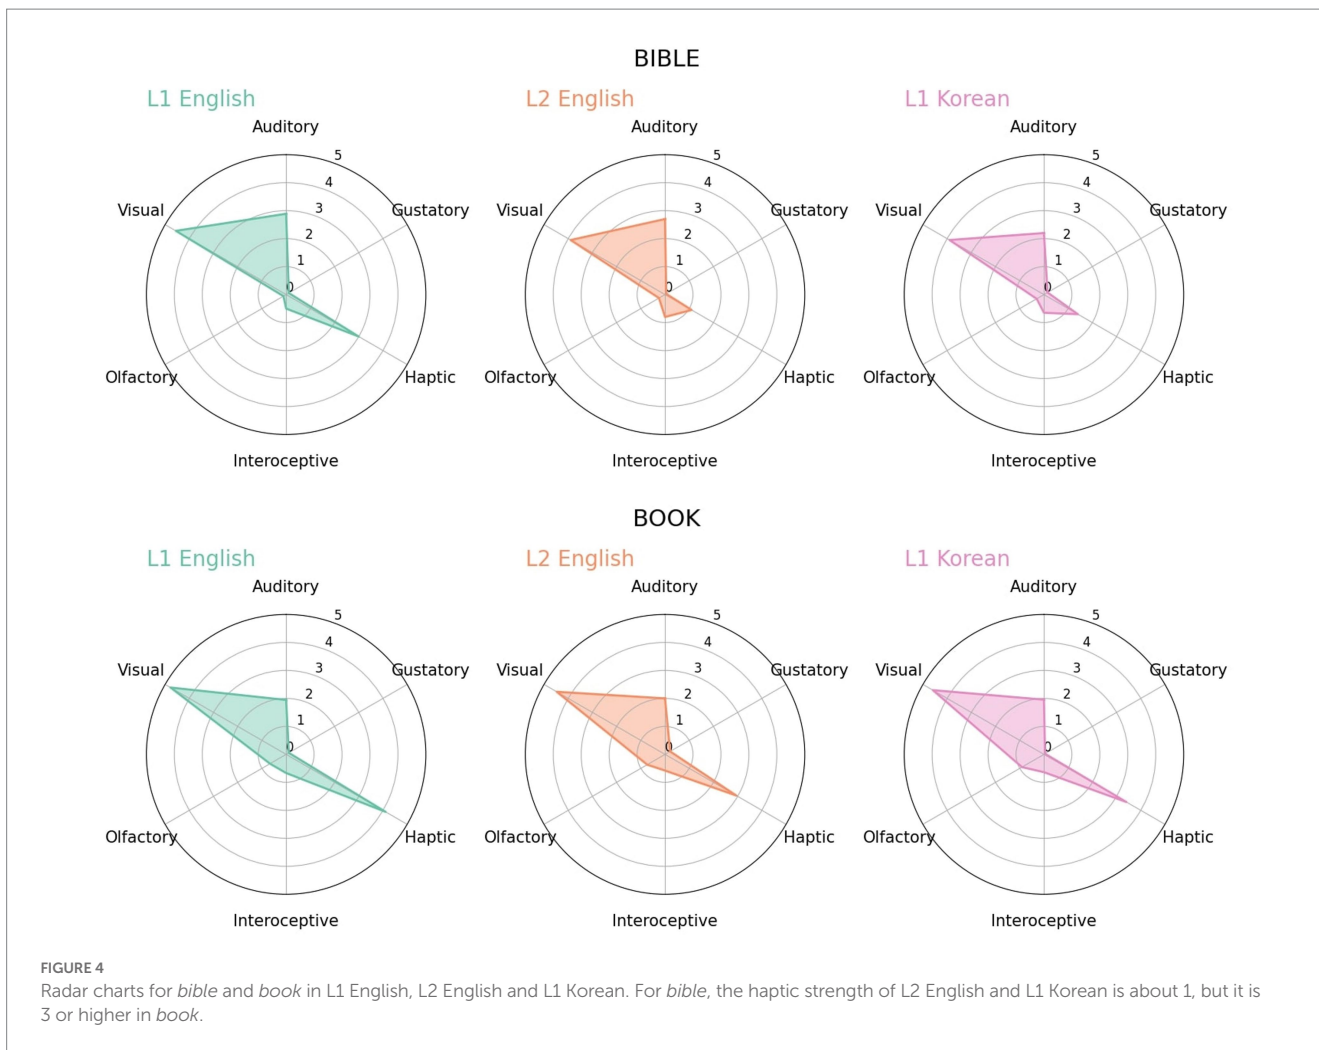 BIBLE
L1 English
L2 English
L1 Korean
Auditory
Auditory
Auditory
5
5
5
4
4
4
Visual
3
Gustatory
Visual
3
Gustatory
Visual
3
Gustatory
2
2
2
1
1
1
0
0
0
Olfactory
Haptic
Olfactory
Haptic
Olfactory
Haptic
Interoceptive
Interoceptive
Interoceptive
BOOK
L1 English
L2 English
L1 Korean
Auditory
Auditory
Auditory
5
5
5
4
4
4
Visual
3
Gustatory
Visual
3
Gustatory
Visual
3
Gustatory
2
2
2
1
1
1
0
0
0
Olfactory
Haptic
Olfactory
Haptic
Olfactory
Haptic
Interoceptive
Interoceptive
Interoceptive
FIGURE 4
Radar charts for bible and book in L1 English, L2 English and L1 Korean. For bible, the haptic strength of L2 English and L1 Korean is about 1, but it is
3 or higher in book.